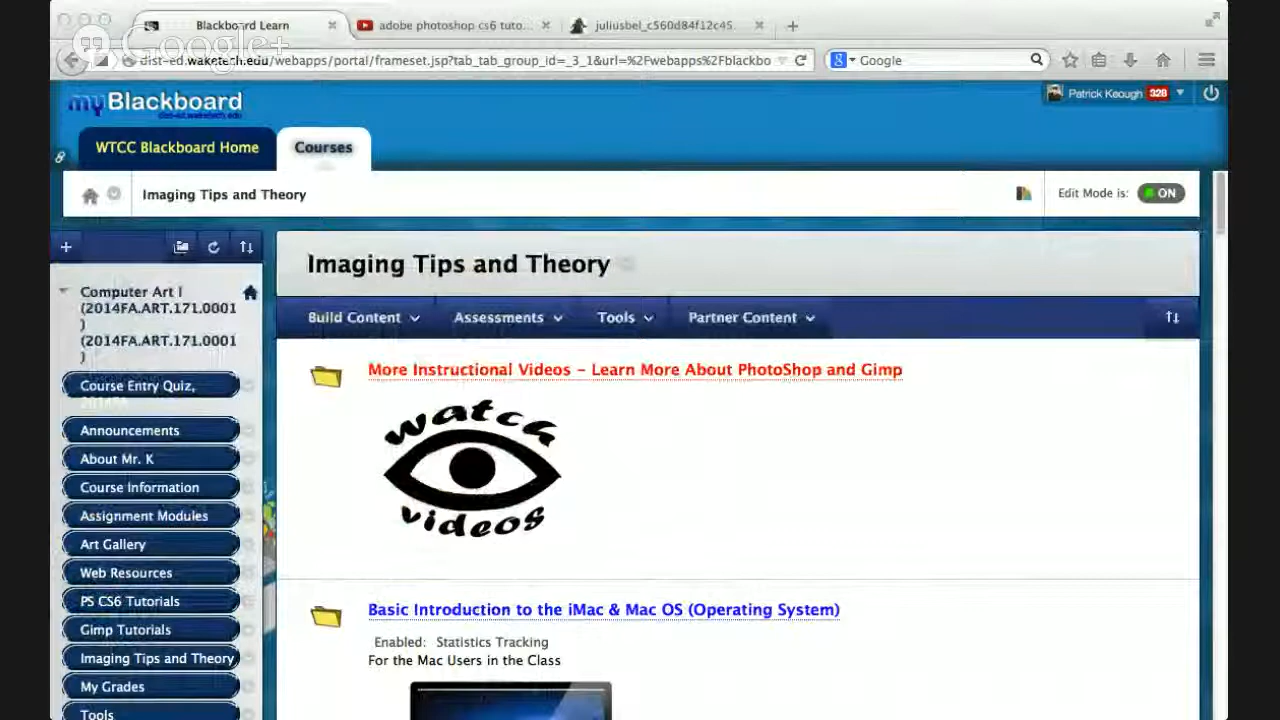 Blackboard Learn
adobe photoshop cs6 tuto...
juliusbel_c560d84f12c45...
Google+
dist-ed.waketech.edu/webapps/portal/frameset.jsp?tab_tab_group_id=_3_1&url=%2Fwebapps%2Fblackbo
Google
myBlackboard
dist-ed.waketech.edu
Patrick Keough 328
WTCC Blackboard Home
Courses
Imaging Tips and Theory
Edit Mode is: ON
Imaging Tips and Theory
Build Content
Assessments
Tools
Partner Content
Computer Art I
(2014FA.ART.171.0001
)
(2014FA.ART.171.0001
)
Course Entry Quiz,
Announcements
About Mr. K
Course Information
Assignment Modules
Art Gallery
Web Resources
PS CS6 Tutorials
Gimp Tutorials
Imaging Tips and Theory
My Grades
Tools
More Instructional Videos - Learn More About PhotoShop and Gimp
watch
videos
Basic Introduction to the iMac & Mac OS (Operating System)
Enabled: Statistics Tracking
For the Mac Users in the Class